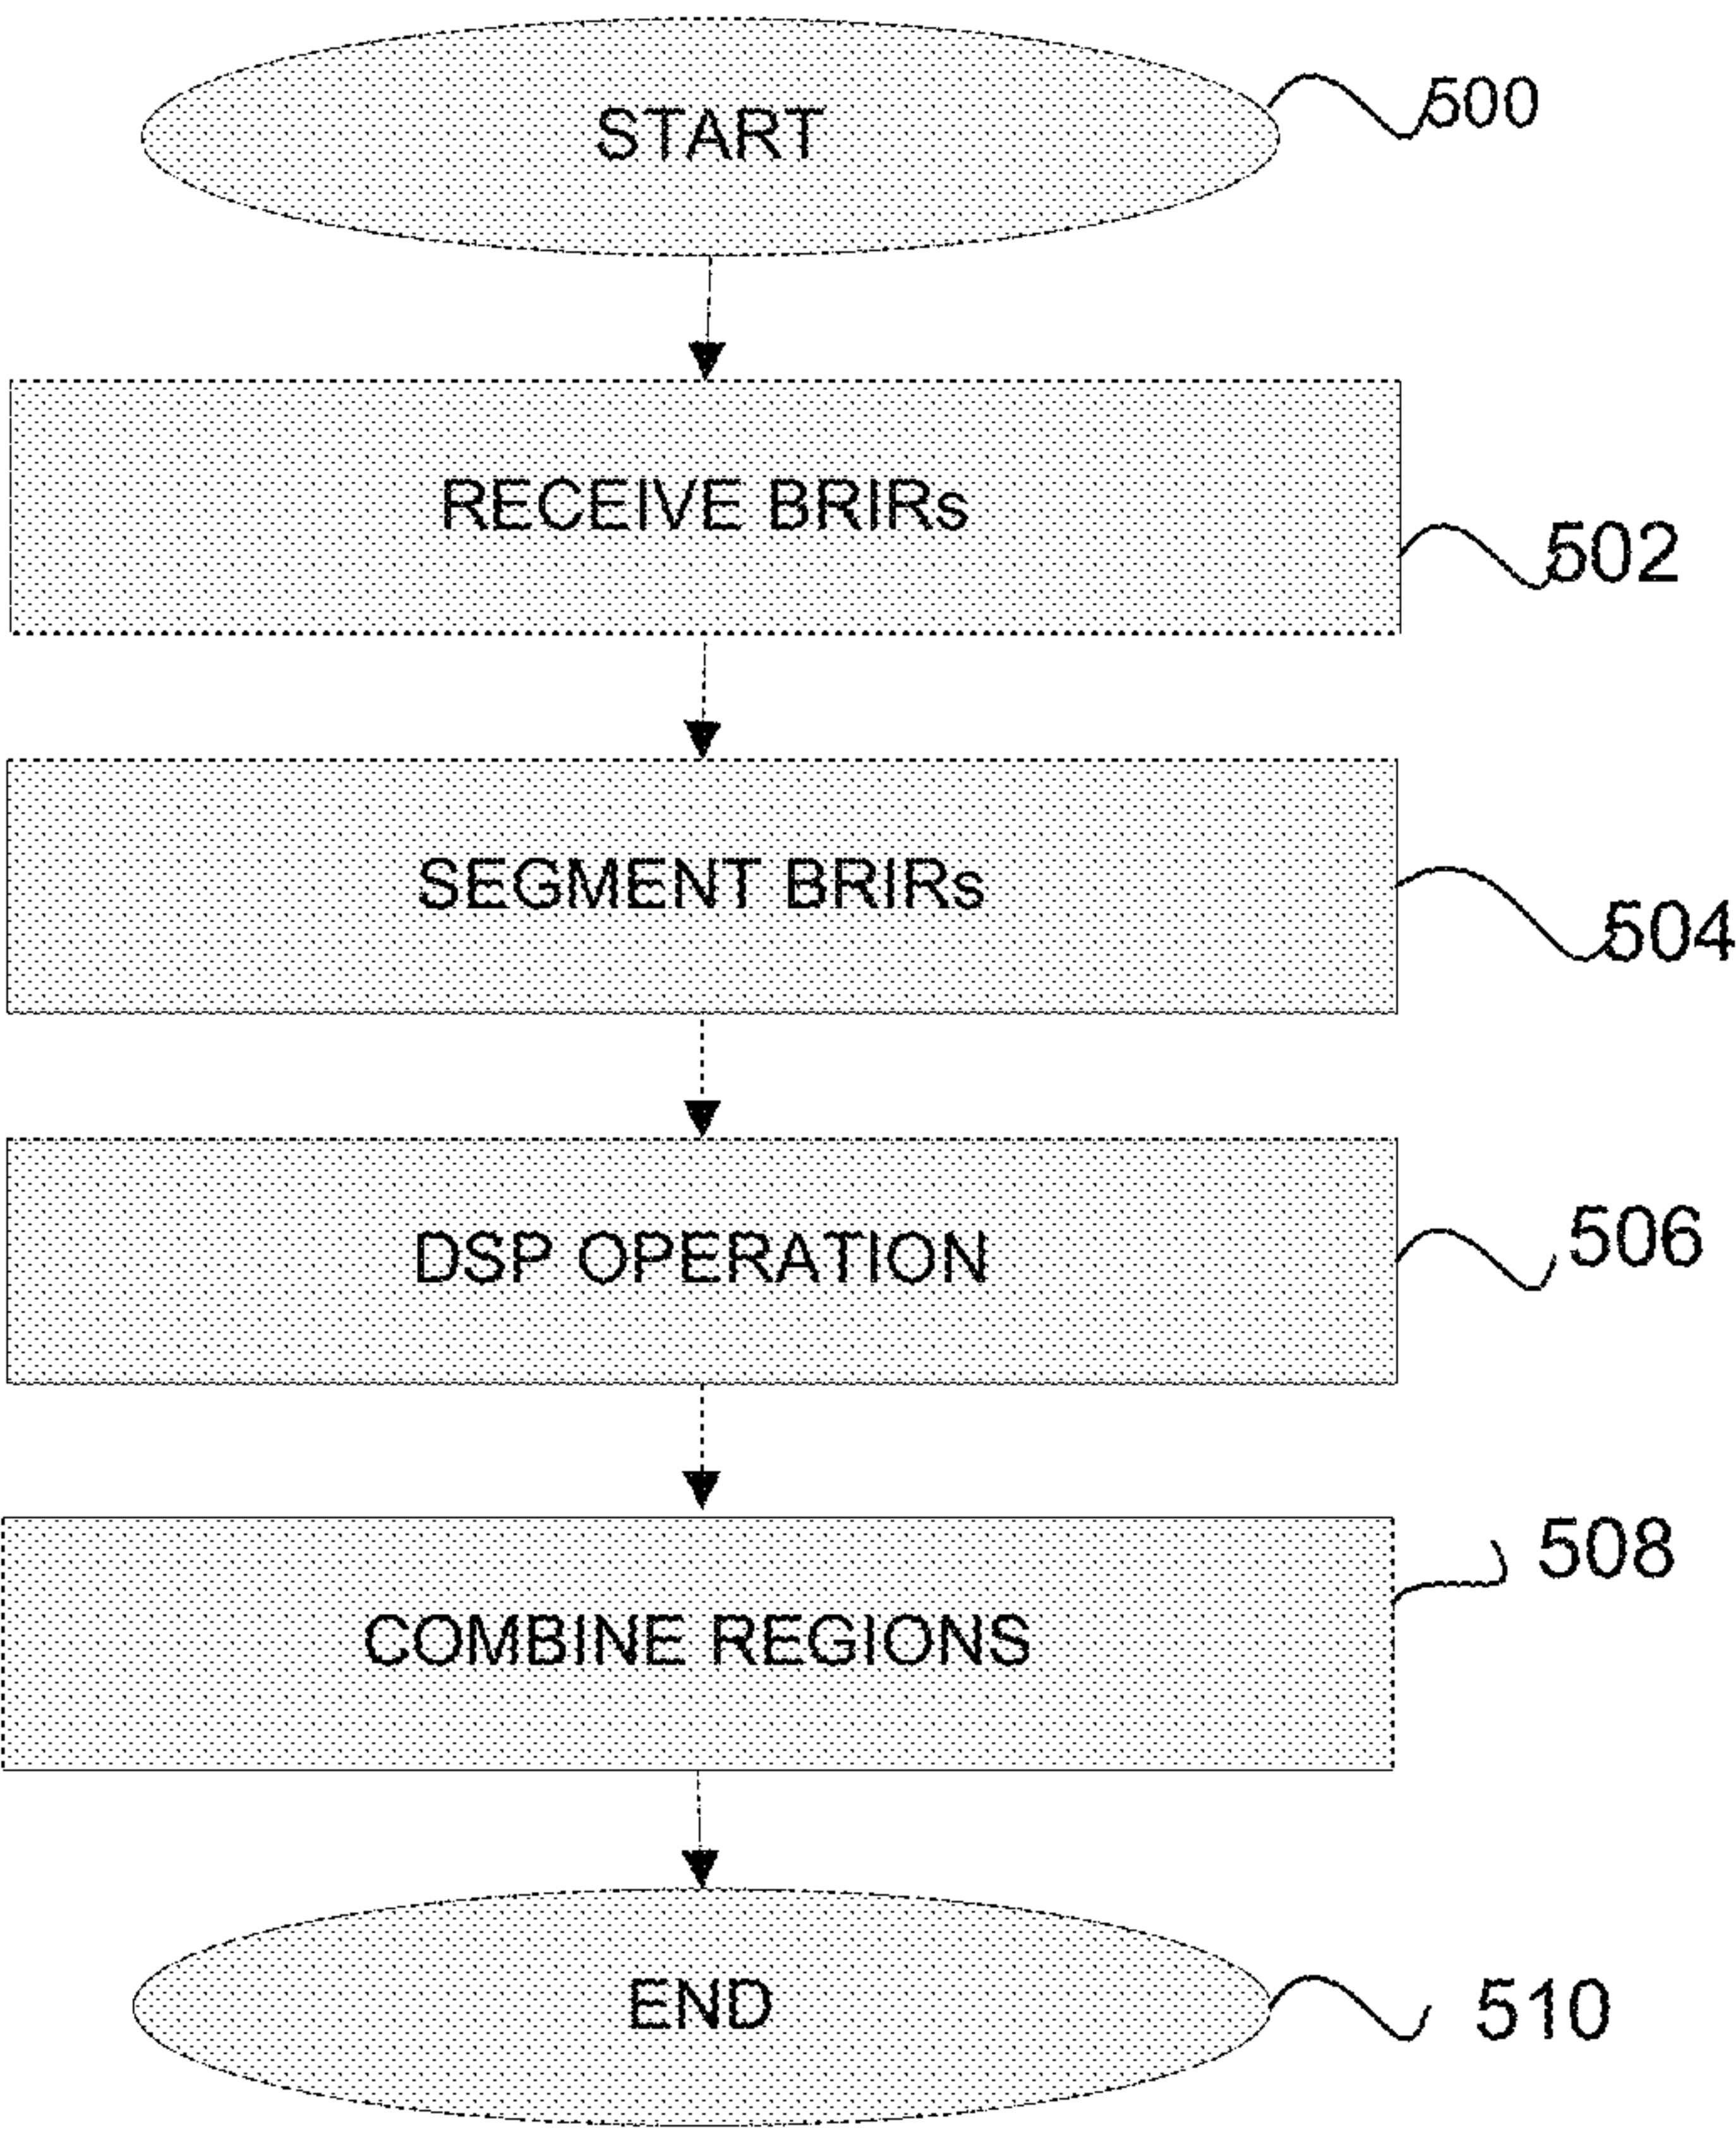 START
500
RECEIVE BRIRs
502
SEGMENT BRIRs
504
DSP OPERATION
506
COMBINE REGIONS
508
END
510